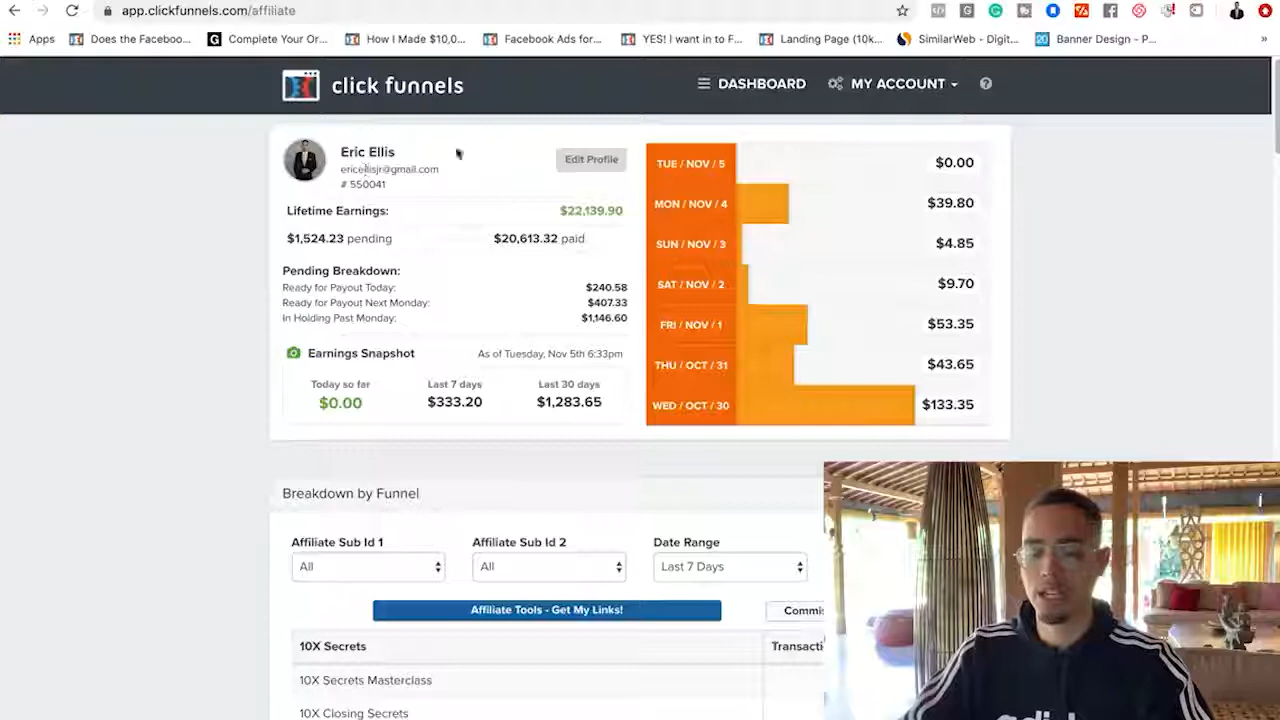 app.clickfunnels.com/affiliate
Apps
Does the Faceboo...
Complete Your Or...
How I Made $10,0...
Facebook Ads for...
YES! I want in to F...
Landing Page (10k...
SimilarWeb - Digit...
Banner Design - P...
»
click funnels
DASHBOARD
MY ACCOUNT
Eric Ellis
ericellisjr@gmail.com
# 550041
Edit Profile
Lifetime Earnings: $22,139.90
$1,524.23 pending $20,613.32 paid
Pending Breakdown:
Ready for Payout Today: $240.58
Ready for Payout Next Monday: $407.33
In Holding Past Monday: $1,146.60
Earnings Snapshot As of Tuesday, Nov 5th 6:33pm
Today so far Last 7 days Last 30 days
$0.00 $333.20 $1,283.65
TUE / NOV / 5 $0.00
MON / NOV / 4 $39.80
SUN / NOV / 3 $4.85
SAT / NOV / 2 $9.70
FRI / NOV / 1 $53.35
THU / OCT / 31 $43.65
WED / OCT / 30 $133.35
Breakdown by Funnel
Affiliate Sub Id 1 Affiliate Sub Id 2 Date Range
All All Last 7 Days
Affiliate Tools - Get My Links! Commis
10X Secrets Transacti
10X Secrets Masterclass
10X Closing Secrets